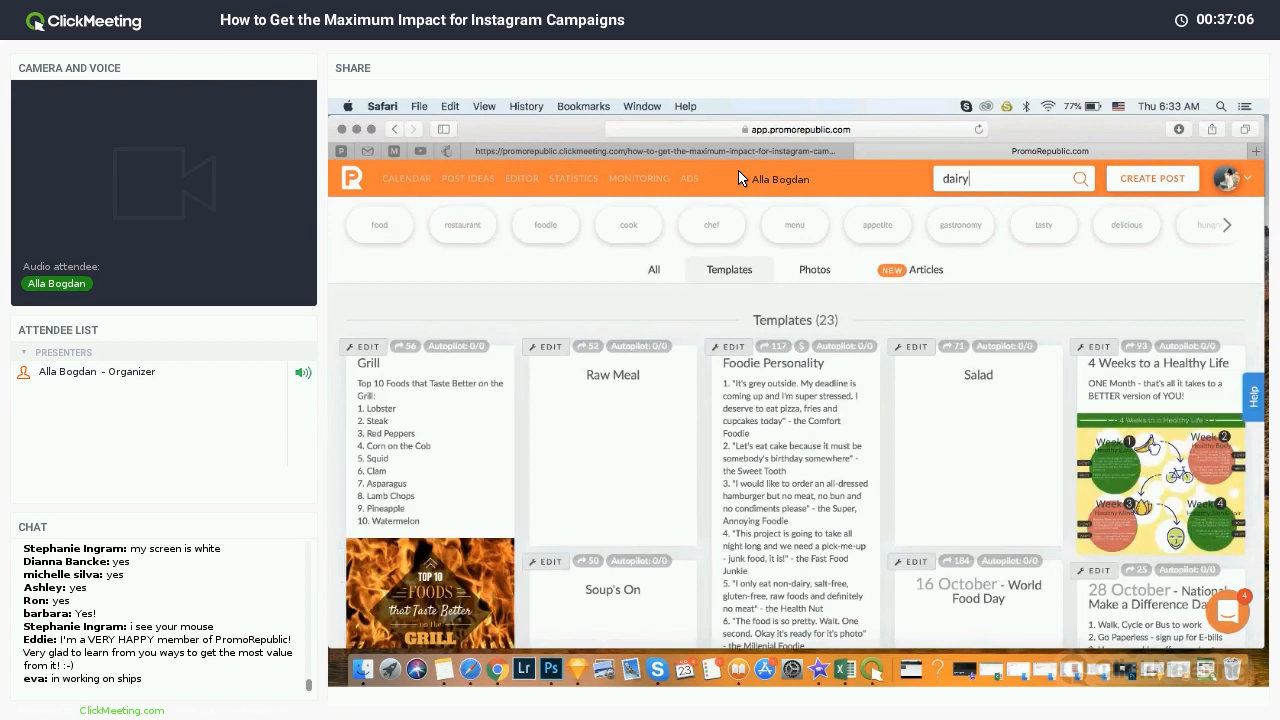 ClickMeeting
How to Get the Maximum Impact for Instagram Campaigns
00:37:06
CAMERA AND VOICE
Audio attendee:
Alla Bogdan
ATTENDEE LIST
PRESENTERS
Alla Bogdan - Organizer
CHAT
Stephanie Ingram: my screen is white
Dianna Bancke: yes
michelle silva: yes
Ashley: yes
Ron: yes
barbara: Yes!
Stephanie Ingram: i see your mouse
Eddie: I'm a VERY HAPPY member of PromoRepublic!
Very glad to learn from you ways to get the most value
from it! :-)
eva: in working on ships
ClickMeeting.com
SHARE
Safari File Edit View History Bookmarks Window Help
77% Thu 6:33 AM
app.promorepublic.com
https://promorepublic.clickmeeting.com/how-to-get-the-maximum-impact-for-instagram-cam...
PromoRepublic.com
CALENDAR POST IDEAS EDITOR STATISTICS MONITORING ADS
Alla Bogdan
dairy
CREATE POST
food restaurant foodie cook chef menu appetite gastronomy tasty delicious hungry
All Templates Photos NEW Articles
Templates (23)
EDIT 56 Autopilot: 0/0
Grill
Top 10 Foods that Taste Better on the
Grill:
1. Lobster
2. Steak
3. Red Peppers
4. Corn on the Cob
5. Squid
6. Clam
7. Asparagus
8. Lamb Chops
9. Pineapple
10. Watermelon
TOP 10
FOODS
that Taste Better
on the
GRILL
EDIT 52 Autopilot: 0/0
Raw Meal
EDIT 50 Autopilot: 0/0
Soup's On
EDIT 117 $ Autopilot: 0/0
Foodie Personality
1. "It's grey outside. My deadline is
coming up and I'm super stressed. I
deserve to eat pizza, fries and
cupcakes today" - the Comfort
Foodie
2. "Let's eat cake because it must be
somebody's birthday somewhere" -
the Sweet Tooth
3. "I would like to order an all-dressed
hamburger but no meat, no bun and
no condiments please" - the Super,
Annoying Foodie
4. "This project is going to take all
night long and we need a pick-me-up
- junk food, it is!" - the Fast Food
Junkie
5. "I only eat non-dairy, salt-free,
gluten-free, raw foods and definitely
no meat" - the Health Nut
6. "The food is so pretty. Wait. One
second. Okay it's ready for it's photo"
EDIT 71 Autopilot: 0/0
Salad
EDIT 184 Autopilot: 0/0
16 October - World
Food Day
EDIT 93 Autopilot: 0/0
4 Weeks to a Healthy Life
ONE Month - that's all it takes to a
BETTER version of YOU!
4 Weeks to a Healthy Life
Week 1
Week 2
Week 3
Week 4
EDIT 25 Autopilot: 0/0
28 October - National
Make a Difference Da
1. Walk, Cycle or Bus to work
2. Go Paperless - sign up for E-bills
Help
4
Lr Ps
23